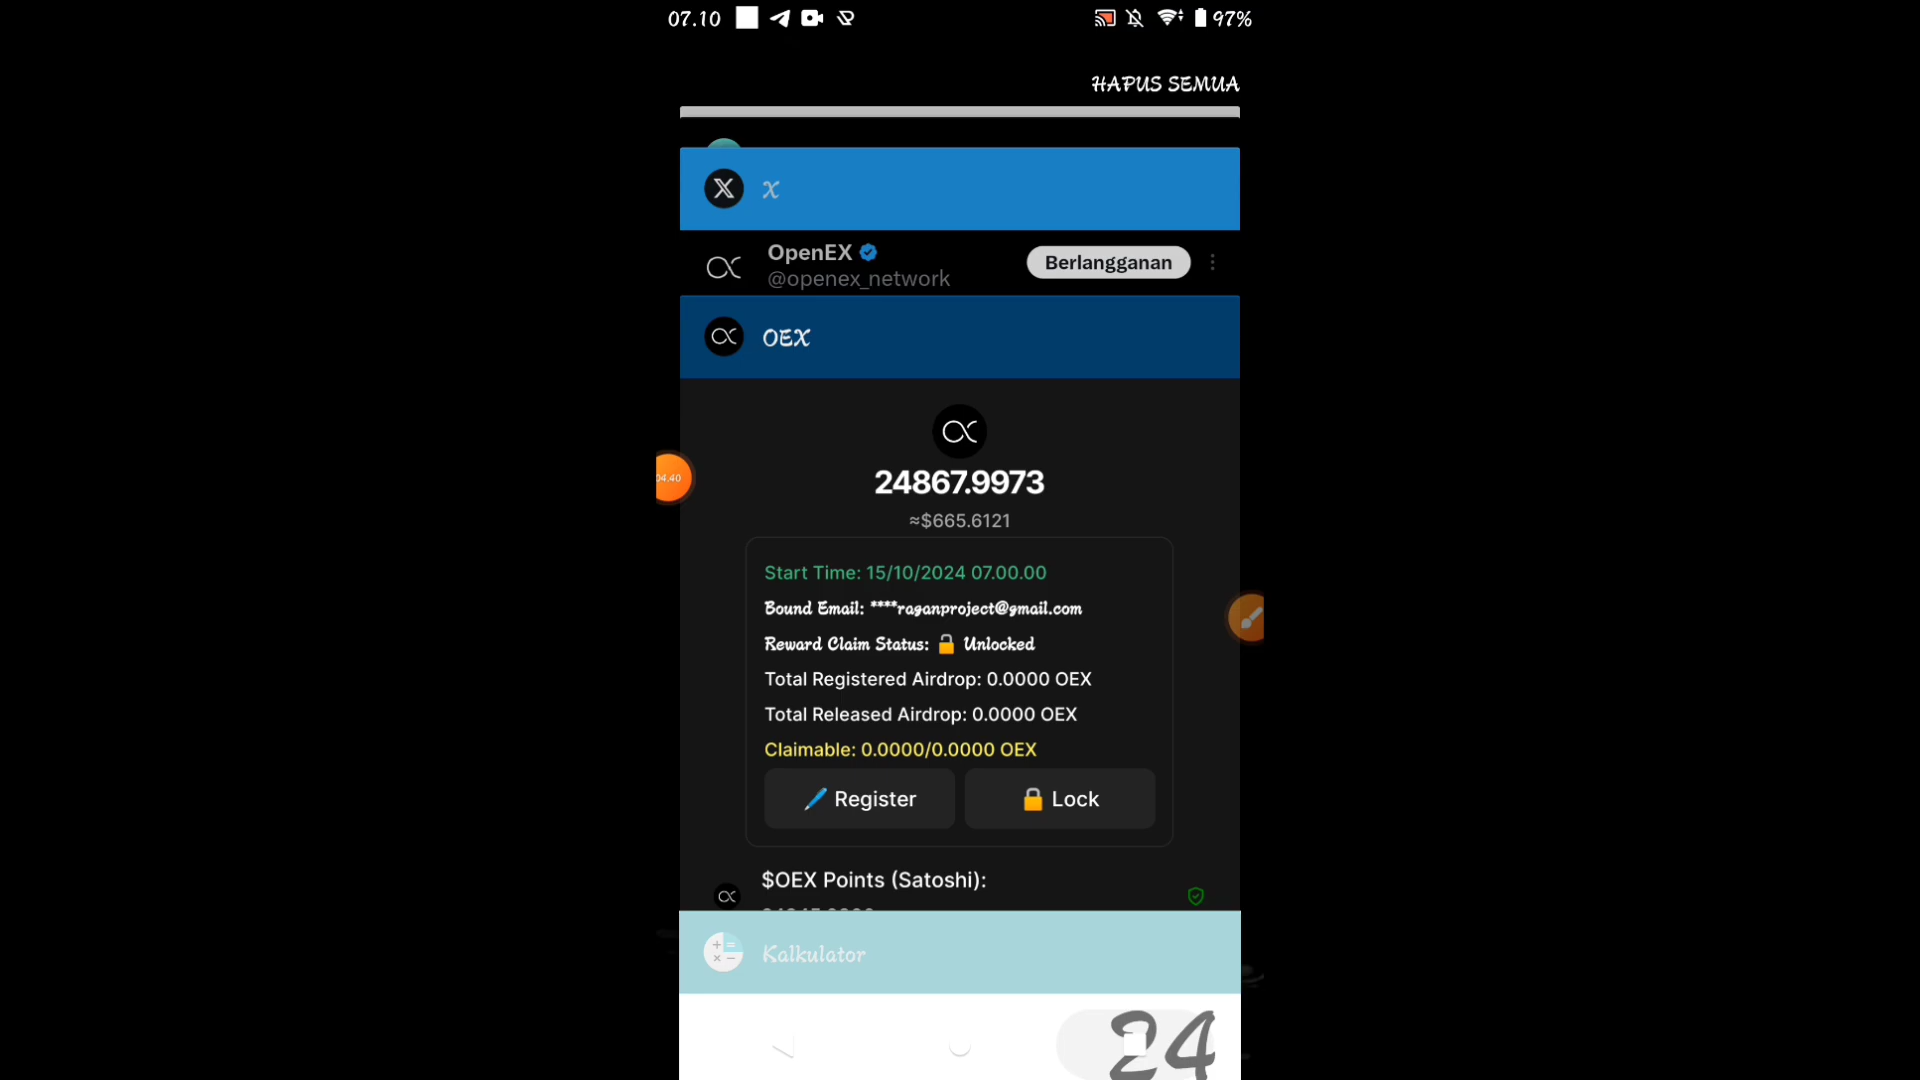 07.10 97%
HAPUS SEMUA
X
OpenEX
Berlangganan
@openex_network
OEX
24867.9973
≈$665.6121
04.40
Start Time: 15/10/2024 07.00.00
Bound Email: ****raganproject@gmail.com
Reward Claim Status: 🔓 Unlocked
Total Registered Airdrop: 0.0000 OEX
Total Released Airdrop: 0.0000 OEX
Claimable: 0.0000/0.0000 OEX
🖊️ Register
🔒 Lock
$OEX Points (Satoshi):
Kalkulator
24